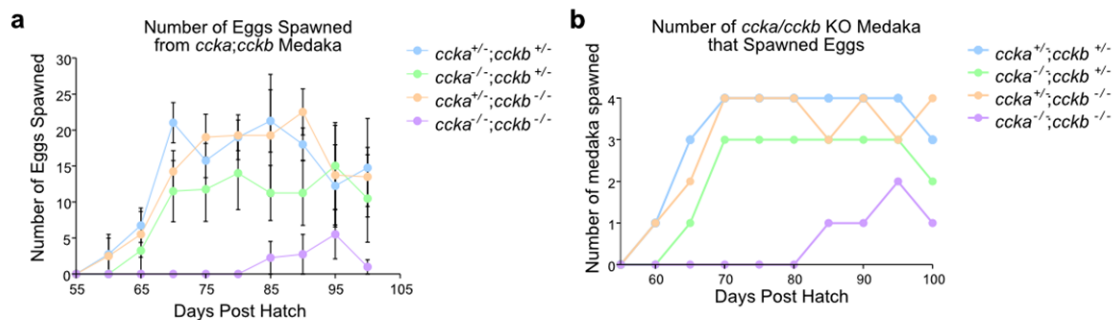 a
Number of Eggs Spawned
from ccka;cckb Medaka
Number of Eggs Spawned
30
25
20
15
10
5
0
55
65
75
85
95
105
Days Post Hatch
ccka+/-;cckb+/-
ccka-/-;cckb+/-
ccka+/-;cckb-/-
ccka-/-;cckb-/-
b
Number of ccka/cckb KO Medaka
that Spawned Eggs
Number of medaka spawned
4
3
2
1
0
60
70
80
90
100
Days Post Hatch
ccka+/-;cckb+/-
ccka-/-;cckb+/-
ccka+/-;cckb-/-
ccka-/-;cckb-/-